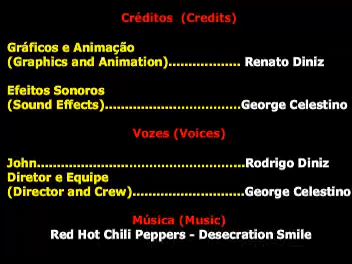 Créditos (Credits)
Gráficos e Animação
(Graphics and Animation).................. Renato Diniz
Efeitos Sonoros
(Sound Effects)..................................George Celestino
Vozes (Voices)
John....................................................Rodrigo Diniz
Diretor e Equipe
(Director and Crew)............................George Celestino
Música (Music)
Red Hot Chili Peppers - Desecration Smile